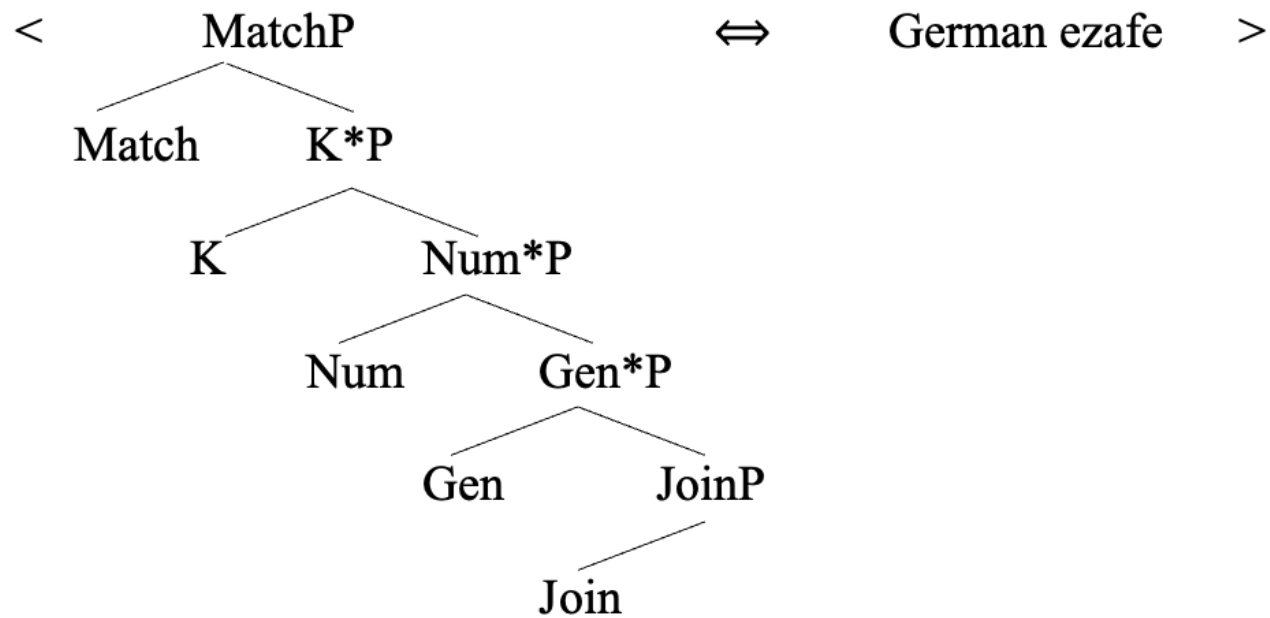 < MatchP ⇔ German ezafe >
Match K*P
K Num*P
Num Gen*P
Gen JoinP
Join